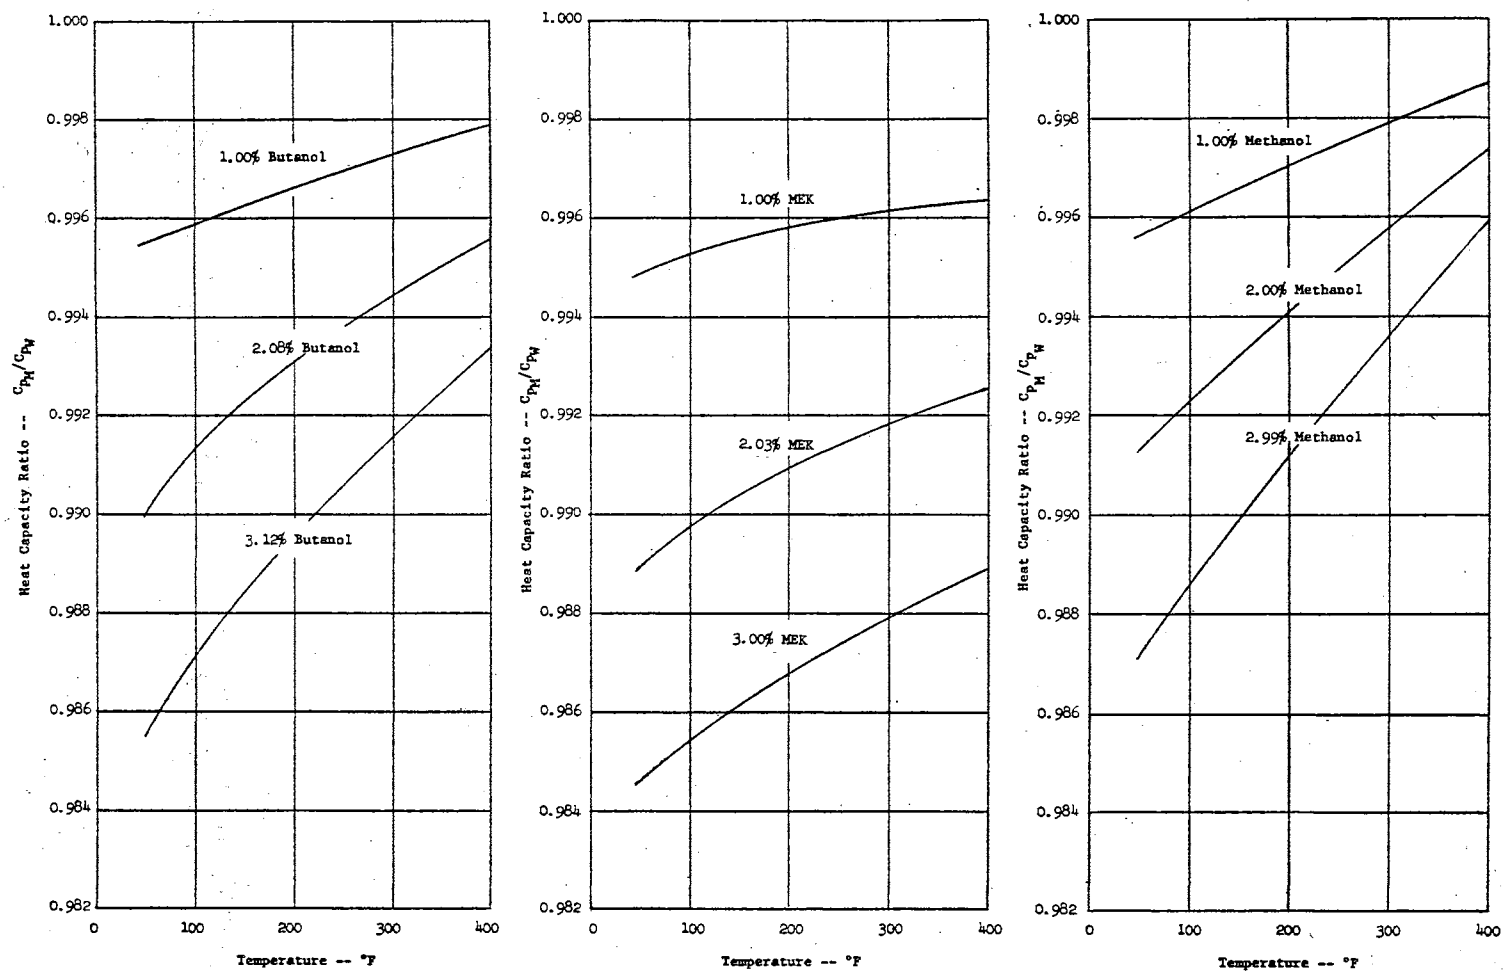 1.000
0.998
0.996
0.994
0.992
0.990
0.988
0.986
0.984
0.982
Heat Capacity Ratio -- CPM/CPW
1.00% Butanol
2.08% Butanol
3.12% Butanol
0 100 200 300 400
Temperature -- °F
1.000
0.998
0.996
0.994
0.992
0.990
0.988
0.986
0.984
0.982
Heat Capacity Ratio -- CPM/CPW
1.00% MEK
2.03% MEK
3.00% MEK
0 100 200 300 400
Temperature -- °F
1.000
0.998
0.996
0.994
0.992
0.990
0.988
0.986
0.984
0.982
Heat Capacity Ratio -- CPM/CPW
1.00% Methanol
2.00% Methanol
2.99% Methanol
0 100 200 300 400
Temperature -- °F